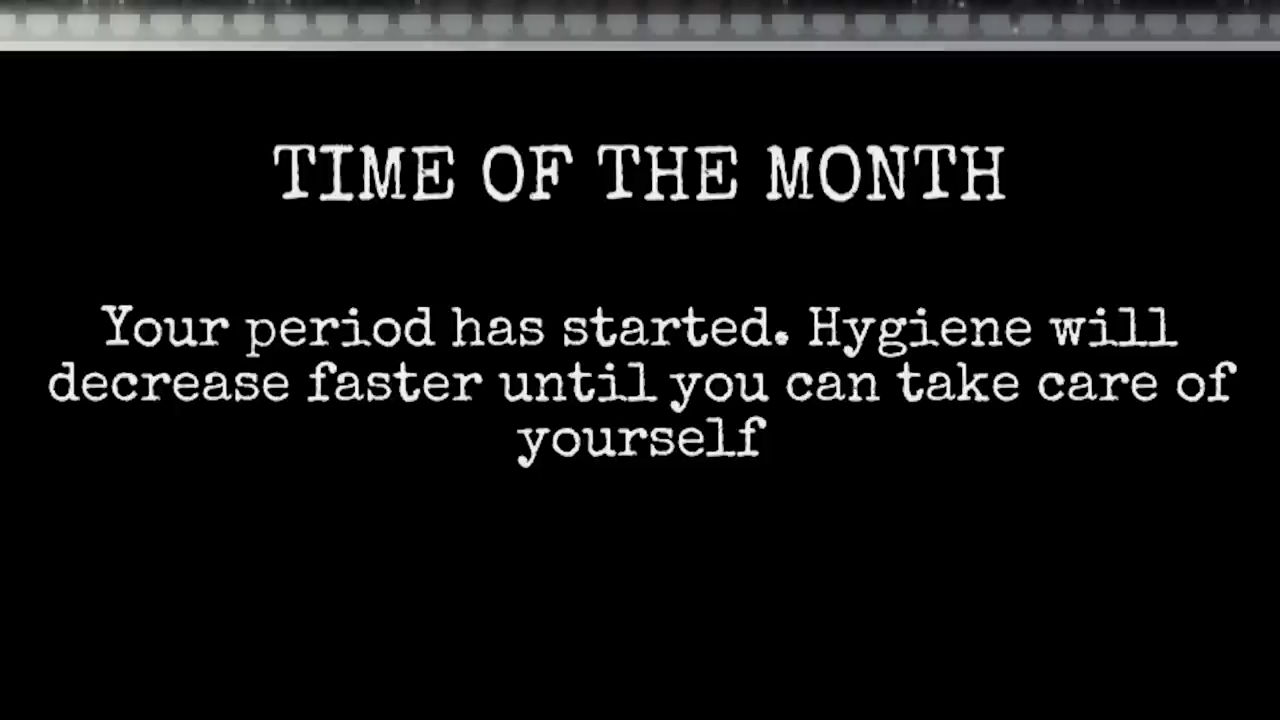 TIME OF THE MONTH
Your period has started. Hygiene will
decrease faster until you can take care of
yourself